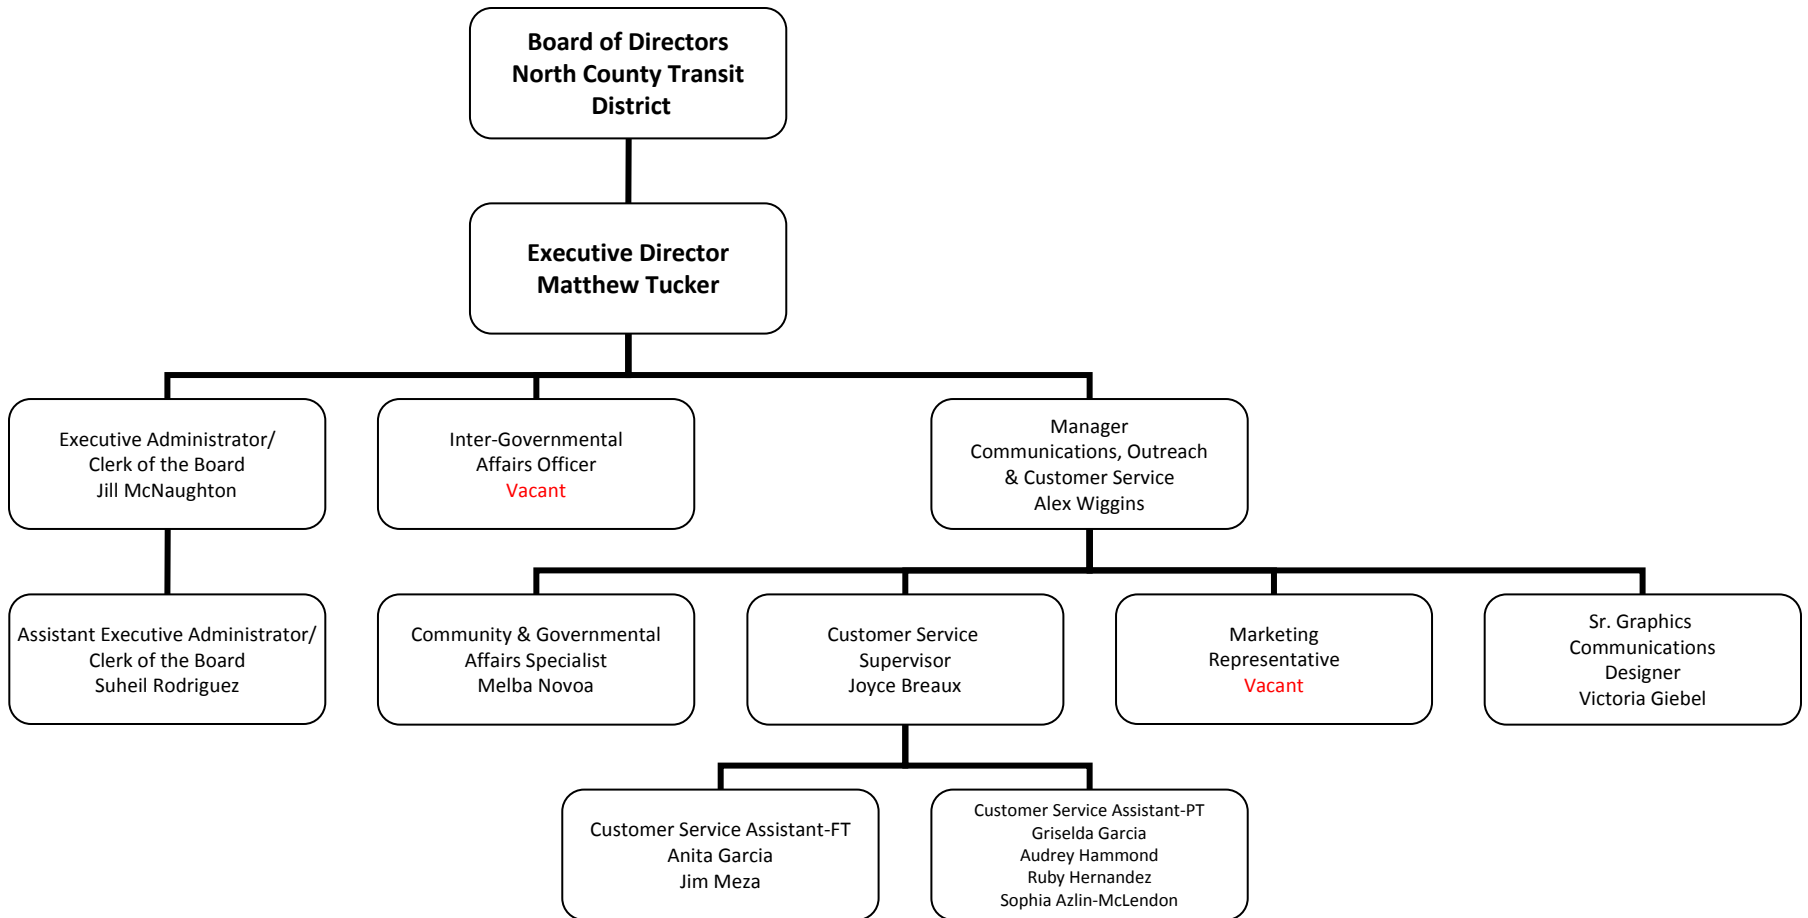 Board of Directors
North County Transit
District
Executive Director
Matthew Tucker
Executive Administrator/
Clerk of the Board
Jill McNaughton
Inter-Governmental
Affairs Officer
Vacant
Manager
Communications, Outreach
& Customer Service
Alex Wiggins
Assistant Executive Administrator/
Clerk of the Board
Suheil Rodriguez
Community & Governmental
Affairs Specialist
Melba Novoa
Customer Service
Supervisor
Joyce Breaux
Marketing
Representative
Vacant
Sr. Graphics
Communications
Designer
Victoria Giebel
Customer Service Assistant-FT
Anita Garcia
Jim Meza
Customer Service Assistant-PT
Griselda Garcia
Audrey Hammond
Ruby Hernandez
Sophia Azlin-McLendon